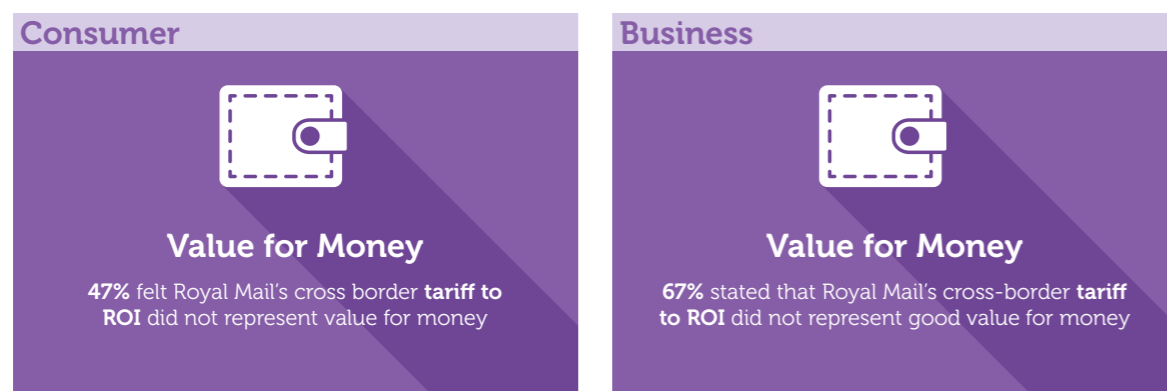 Consumer
Value for Money
47% felt Royal Mail's cross border tariff to
ROI did not represent value for money
Business
Value for Money
67% stated that Royal Mail's cross-border tariff
to ROI did not represent good value for money